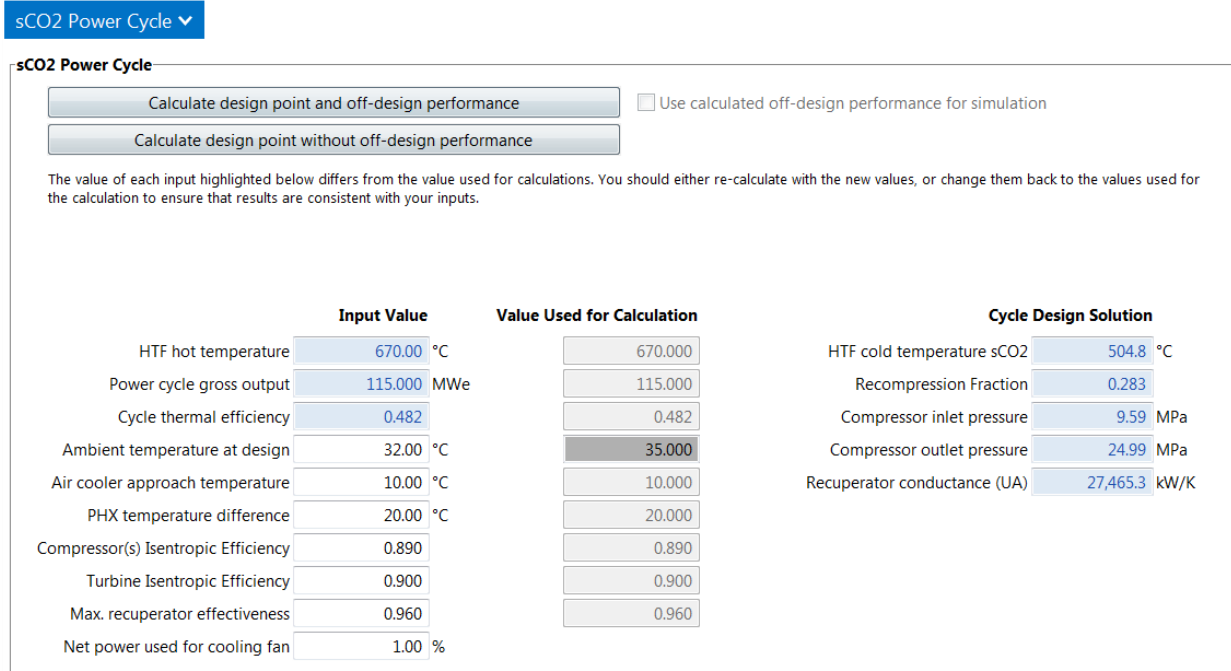 sCO2 Power Cycle
sCO2 Power Cycle
Calculate design point and off-design performance Use calculated off-design performance for simulation
Calculate design point without off-design performance
The value of each input highlighted below differs from the value used for calculations. You should either re-calculate with the new values, or change them back to the values used for
the calculation to ensure that results are consistent with your inputs.
Input Value Value Used for Calculation Cycle Design Solution
HTF hot temperature 670.00 °C 670.000 HTF cold temperature sCO2 504.8 °C
Power cycle gross output 115.000 MWe 115.000 Recompression Fraction 0.283
Cycle thermal efficiency 0.482 0.482 Compressor inlet pressure 9.59 MPa
Ambient temperature at design 32.00 °C 35.000 Compressor outlet pressure 24.99 MPa
Air cooler approach temperature 10.00 °C 10.000 Recuperator conductance (UA) 27,465.3 kW/K
PHX temperature difference 20.00 °C 20.000
Compressor(s) Isentropic Efficiency 0.890 0.890
Turbine Isentropic Efficiency 0.900 0.900
Max. recuperator effectiveness 0.960 0.960
Net power used for cooling fan 1.00 %